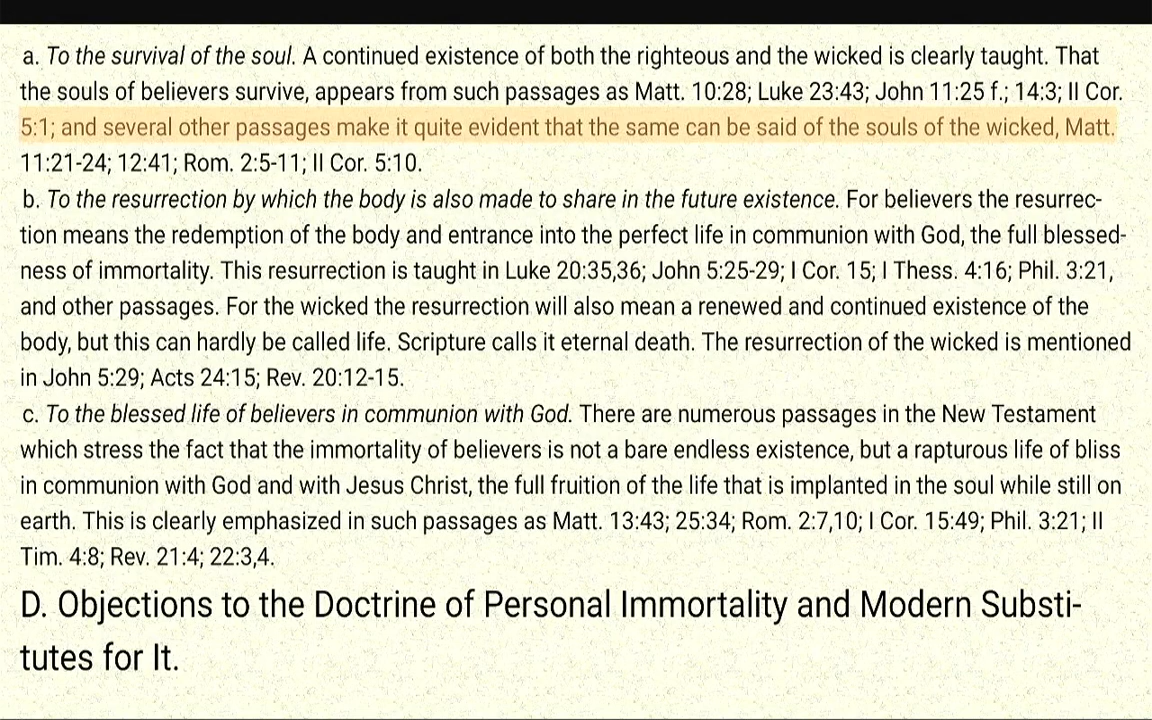 a. To the survival of the soul. A continued existence of both the righteous and the wicked is clearly taught. That
the souls of believers survive, appears from such passages as Matt. 10:28; Luke 23:43; John 11:25 f.; 14:3; II Cor.
5:1; and several other passages make it quite evident that the same can be said of the souls of the wicked, Matt.
11:21-24; 12:41; Rom. 2:5-11; II Cor. 5:10.
b. To the resurrection by which the body is also made to share in the future existence. For believers the resurrec-
tion means the redemption of the body and entrance into the perfect life in communion with God, the full blessed-
ness of immortality. This resurrection is taught in Luke 20:35,36; John 5:25-29; I Cor. 15; I Thess. 4:16; Phil. 3:21,
and other passages. For the wicked the resurrection will also mean a renewed and continued existence of the
body, but this can hardly be called life. Scripture calls it eternal death. The resurrection of the wicked is mentioned
in John 5:29; Acts 24:15; Rev. 20:12-15.
c. To the blessed life of believers in communion with God. There are numerous passages in the New Testament
which stress the fact that the immortality of believers is not a bare endless existence, but a rapturous life of bliss
in communion with God and with Jesus Christ, the full fruition of the life that is implanted in the soul while still on
earth. This is clearly emphasized in such passages as Matt. 13:43; 25:34; Rom. 2:7,10; I Cor. 15:49; Phil. 3:21; II
Tim. 4:8; Rev. 21:4; 22:3,4.
D. Objections to the Doctrine of Personal Immortality and Modern Substi-
tutes for It.